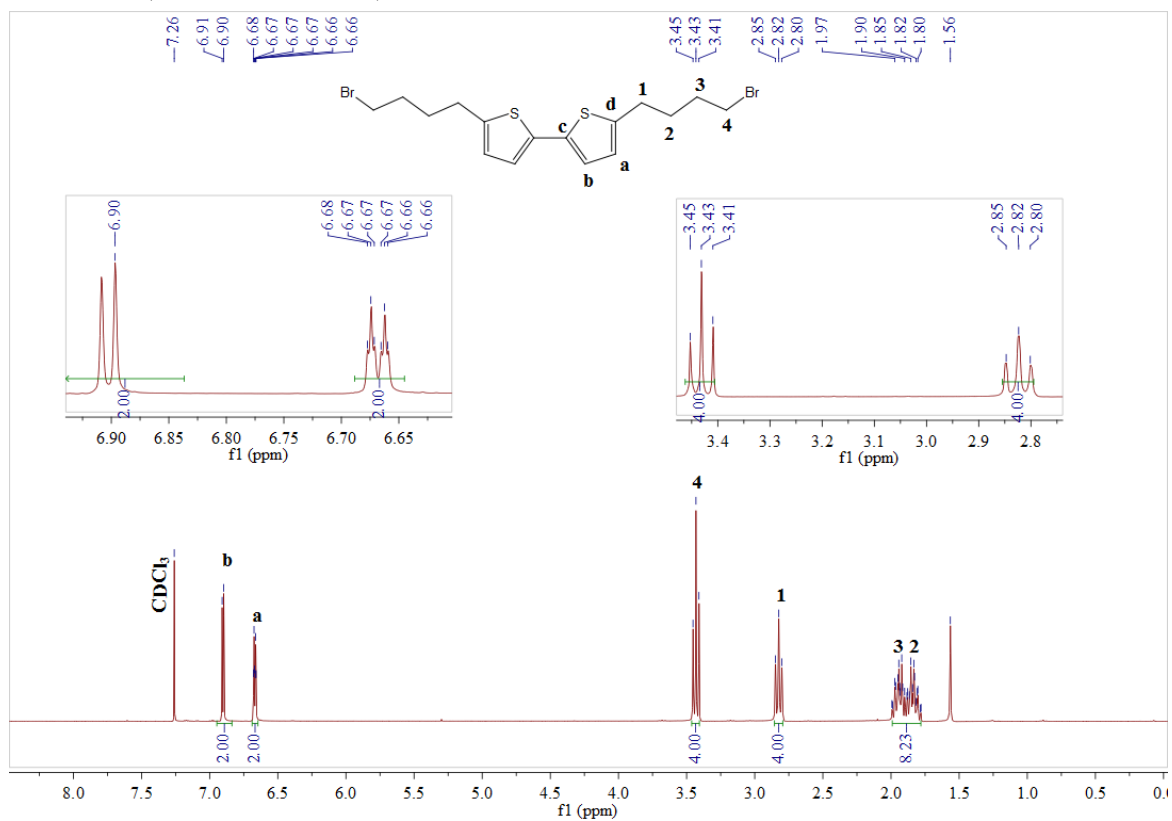 7.26 6.91 6.90 6.68 6.67 6.67 6.67 6.66 6.66 3.45 3.43 3.41 2.85 2.82 2.80 1.97 1.90 1.85 1.82 1.80 1.56
Br S S d 1 2 3 4 Br
c
b a
6.90 6.68 6.67 6.67 6.67 6.66 6.66
2.00 2.00
6.90 6.85 6.80 6.75 6.70 6.65
f1 (ppm)
3.45 3.43 3.41 2.85 2.82 2.80
4.00 4.00
3.4 3.3 3.2 3.1 3.0 2.9 2.8
f1 (ppm)
CDCl3 b a 4 1 3 2
2.00 2.00 4.00 4.00 8.23
8.0 7.5 7.0 6.5 6.0 5.5 5.0 4.5 4.0 3.5 3.0 2.5 2.0 1.5 1.0 0.5
f1 (ppm)